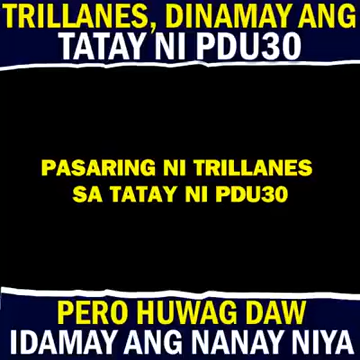 TRILLANES, DINAMAY ANG
TATAY NI PDU30
PASARING NI TRILLANES
SA TATAY NI PDU30
PERO HUWAG DAW
IDAMAY ANG NANAY NIYA